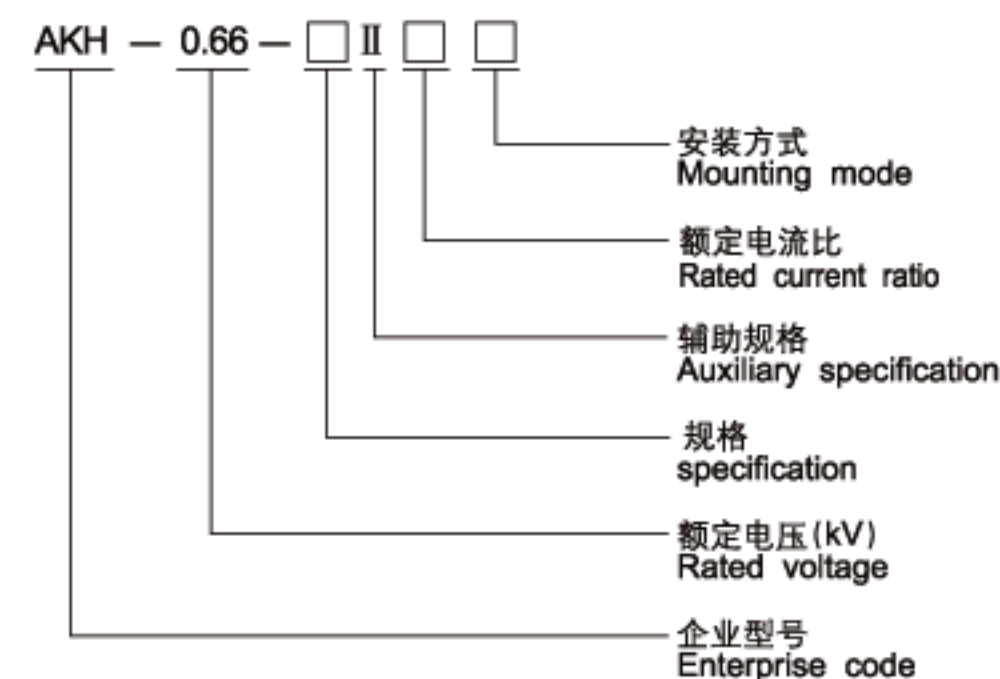 AKH — 0.66 — □ Ⅱ □ □
安装方式
Mounting mode
额定电流比
Rated current ratio
辅助规格
Auxiliary specification
规格
specification
额定电压(kV)
Rated voltage
企业型号
Enterprise code